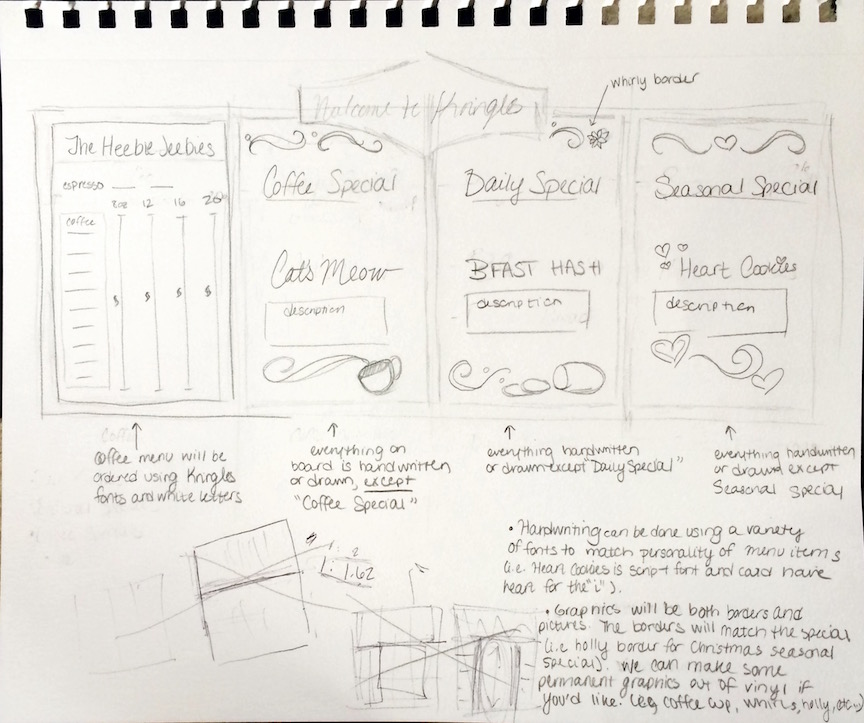 whirly border
Welcome to Kringles
The Heebie Jeebies
espresso
8oz 12 16 20
coffee
$ $ $ $
Coffee Special
Cat's Meow
description
Daily Special
BFAST HASH
description
Seasonal Special
Heart Cookies
description
Coffee menu will be
ordered using Kringles
fonts and white letters
everything on
board is handwritten
or drawn, except
"Coffee Special"
everything handwritten
or drawn except "Daily Special"
everything handwritten
or drawn except
Seasonal Special
1: 2
1: 1.62
• Handwriting can be done using a variety
of fonts to match personality of menu items
(i.e. Heart Cookies is script font and could have
heart for the "i").
• Graphics will be both borders and
pictures. The borders will match the special
(i.e holly border for Christmas seasonal
special). We can make some
permanent graphics out of vinyl if
you'd like. (eg, coffee cup, whirls, holly, etc.)